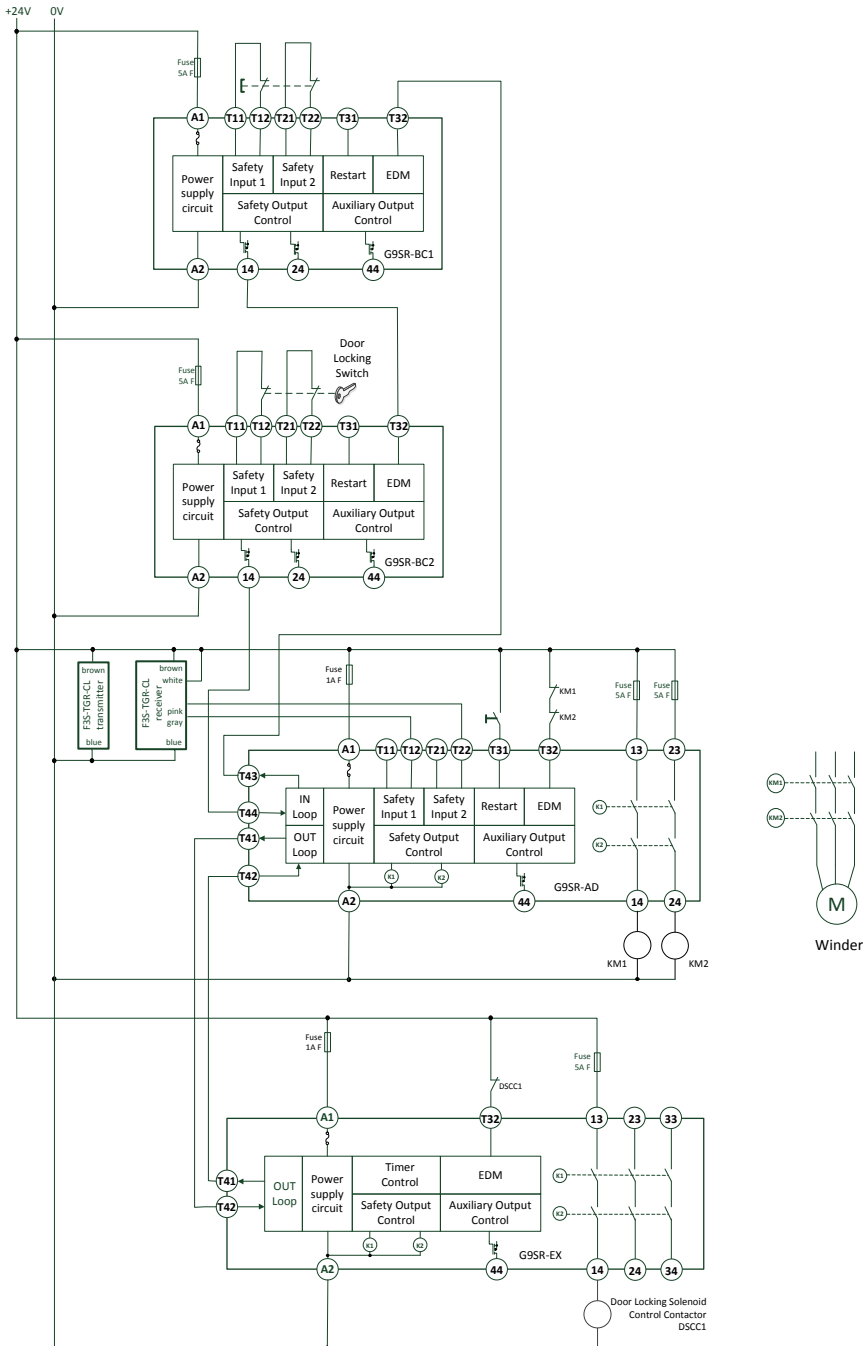 +24V 0V
Fuse
5A F
A1 T11 T12 T21 T22 T31 T32
Power
supply
circuit
Safety
Input 1
Safety
Input 2
Restart
EDM
Safety Output
Control
Auxiliary Output
Control
G9SR-BC1
A2 14 24 44
Door
Locking
Switch
Fuse
5A F
A1 T11 T12 T21 T22 T31 T32
Power
supply
circuit
Safety
Input 1
Safety
Input 2
Restart
EDM
Safety Output
Control
Auxiliary Output
Control
G9SR-BC2
A2 14 24 44
brown
F3S-TGR-CL
transmitter
blue
brown
white
F3S-TGR-CL
receiver
pink
gray
blue
Fuse
1A F
KM1
KM2
Fuse
5A F
Fuse
5A F
A1 T11 T12 T21 T22 T31 T32 13 23
T43
T44
T41
T42
IN
Loop
OUT
Loop
Power
supply
circuit
Safety
Input 1
Safety
Input 2
Restart
EDM
Safety Output
Control
Auxiliary Output
Control
K1
K2
K1 K2
G9SR-AD
A2 44 14 24
KM1 KM2
KM1
KM2
M
Winder
Fuse
1A F
DSCC1
Fuse
5A F
A1 T32 13 23 33
T41
T42
OUT
Loop
Power
supply
circuit
Timer
Control
EDM
Safety Output
Control
Auxiliary Output
Control
K1
K2
K1 K2
G9SR-EX
A2 44 14 24 34
Door Locking Solenoid
Control Contactor
DSCC1